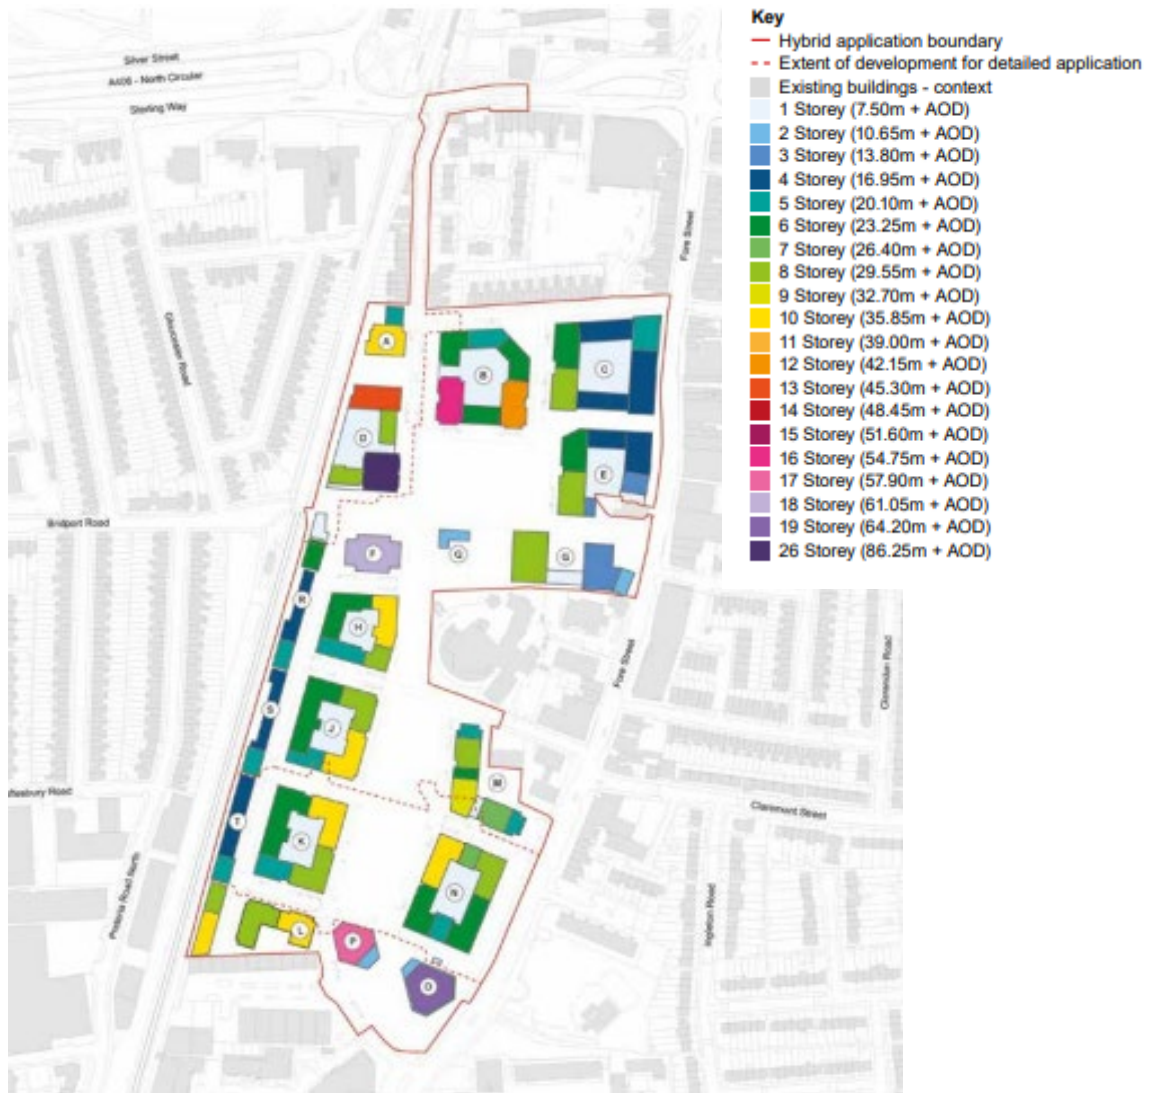 Key
Hybrid application boundary
Extent of development for detailed application
Existing buildings - context
1 Storey (7.50m + AOD)
2 Storey (10.65m + AOD)
3 Storey (13.80m + AOD)
4 Storey (16.95m + AOD)
5 Storey (20.10m + AOD)
6 Storey (23.25m + AOD)
7 Storey (26.40m + AOD)
8 Storey (29.55m + AOD)
9 Storey (32.70m + AOD)
10 Storey (35.85m + AOD)
11 Storey (39.00m + AOD)
12 Storey (42.15m + AOD)
13 Storey (45.30m + AOD)
14 Storey (48.45m + AOD)
15 Storey (51.60m + AOD)
16 Storey (54.75m + AOD)
17 Storey (57.90m + AOD)
18 Storey (61.05m + AOD)
19 Storey (64.20m + AOD)
26 Storey (86.25m + AOD)
Silver Street
A406 - North Circular
Sterling Way
Fore Street
Gloucester Road
A
B
C
D
E
Bridport Road
F
Q
G
R
H
Fore Street
Clarendon Road
S
J
M
Claremont Street
T
K
N
Pretoria Road North
Ingleton Road
L
P
O